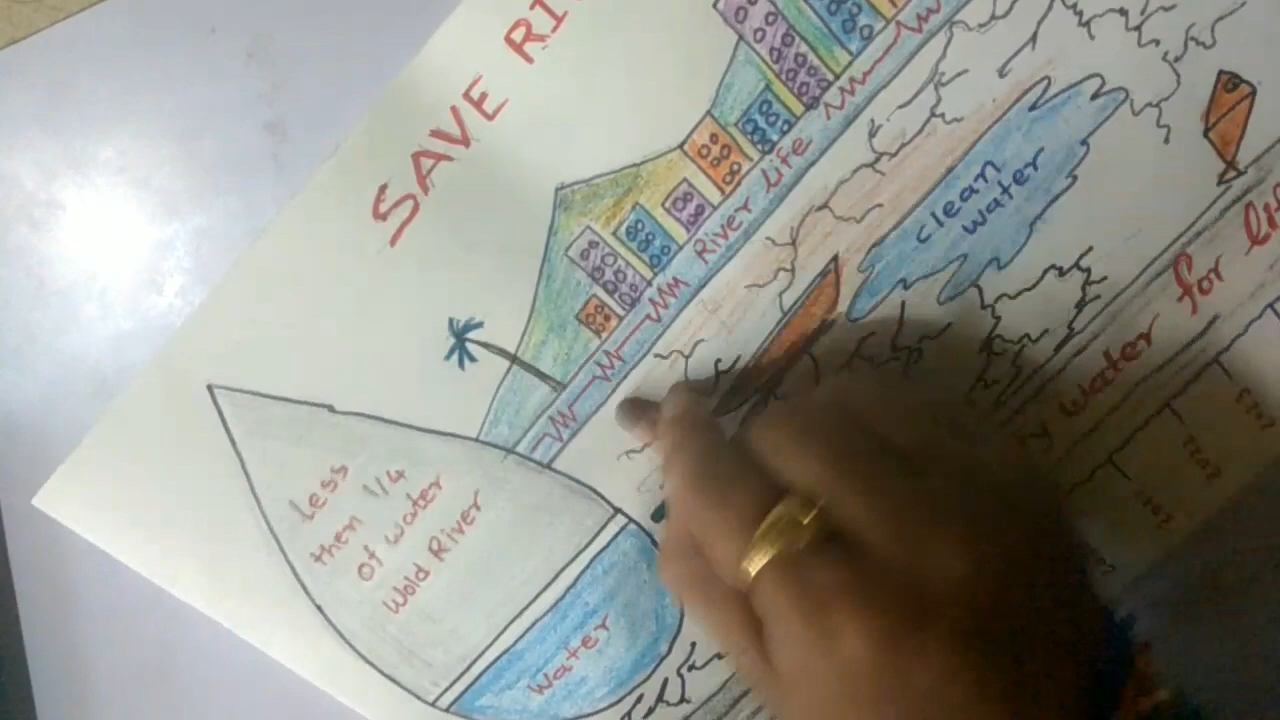 SAVE RI
River life
clean
water
Less
then 1/4
of water
Wold River
Water
y water for li